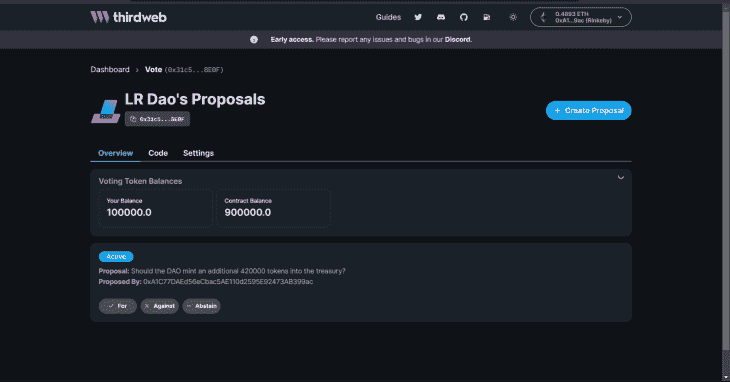 thirdweb
Guides
0.4893 ETH
0xA1...9ac (Rinkeby)
Early access. Please report any issues and bugs in our Discord.
Dashboard > Vote (0x31c5...8E0F)
LR Dao's Proposals
0x31c5...8E0F
+ Create Proposal
Overview Code Settings
Voting Token Balances
Your Balance
100000.0
Contract Balance
900000.0
Active
Proposal: Should the DAO mint an additional 420000 tokens into the treasury?
Proposed By: 0xA1C77DAEd56eCbac5AE110d2595E92473AB399ac
For Against Abstain